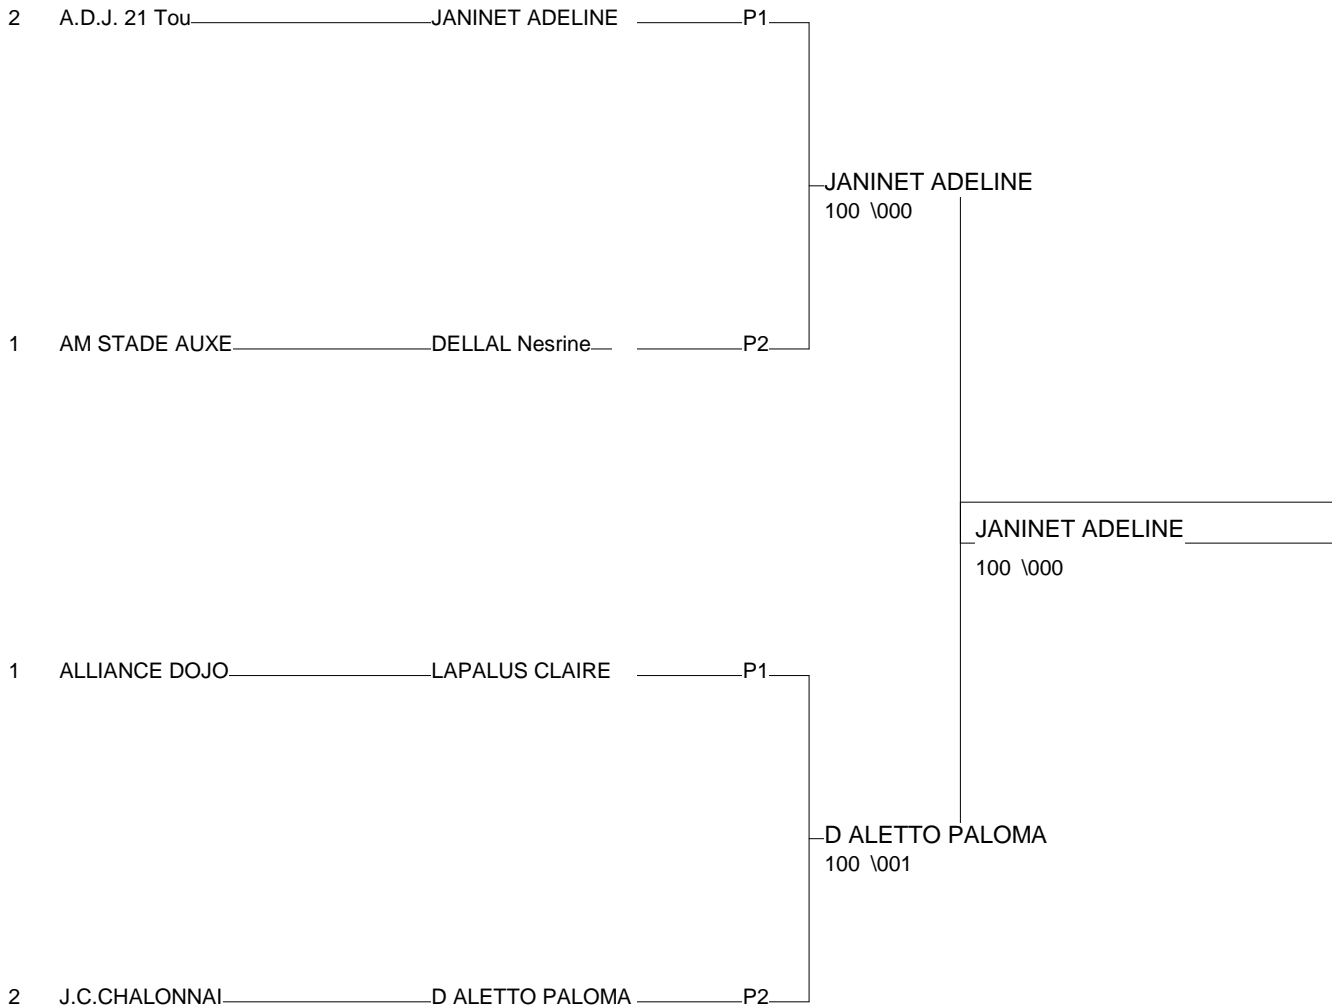 2 A.D.J. 21 Tou JANINET ADELINE P1
JANINET ADELINE
100 \000
1 AM STADE AUXE DELLAL Nesrine P2
JANINET ADELINE
100 \000
1 ALLIANCE DOJO LAPALUS CLAIRE P1
D ALETTO PALOMA
100 \001
2 J.C.CHALONNAI D ALETTO PALOMA P2